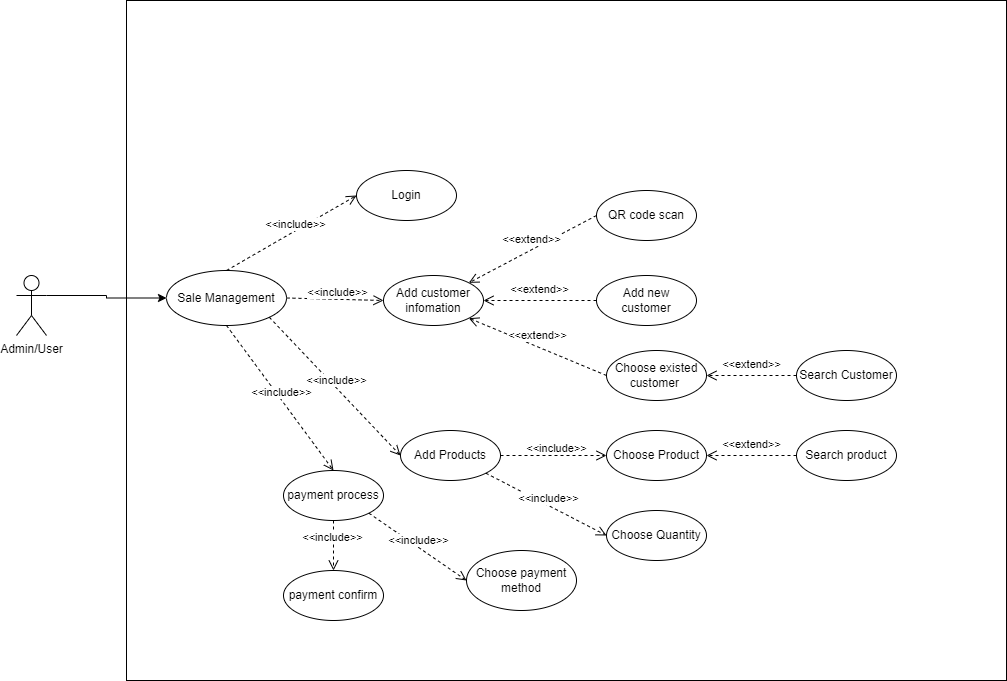 Login
<<include>>
QR code scan
<<extend>>
Sale Management
<<include>>
Add customer
infomation
<<extend>>
Add new
customer
Admin/User
<<extend>>
Choose existed
customer
<<extend>>
Search Customer
<<include>>
<<include>>
Add Products
<<include>>
Choose Product
<<extend>>
Search product
payment process
<<include>>
Choose Quantity
<<include>>
<<include>>
Choose payment
method
payment confirm